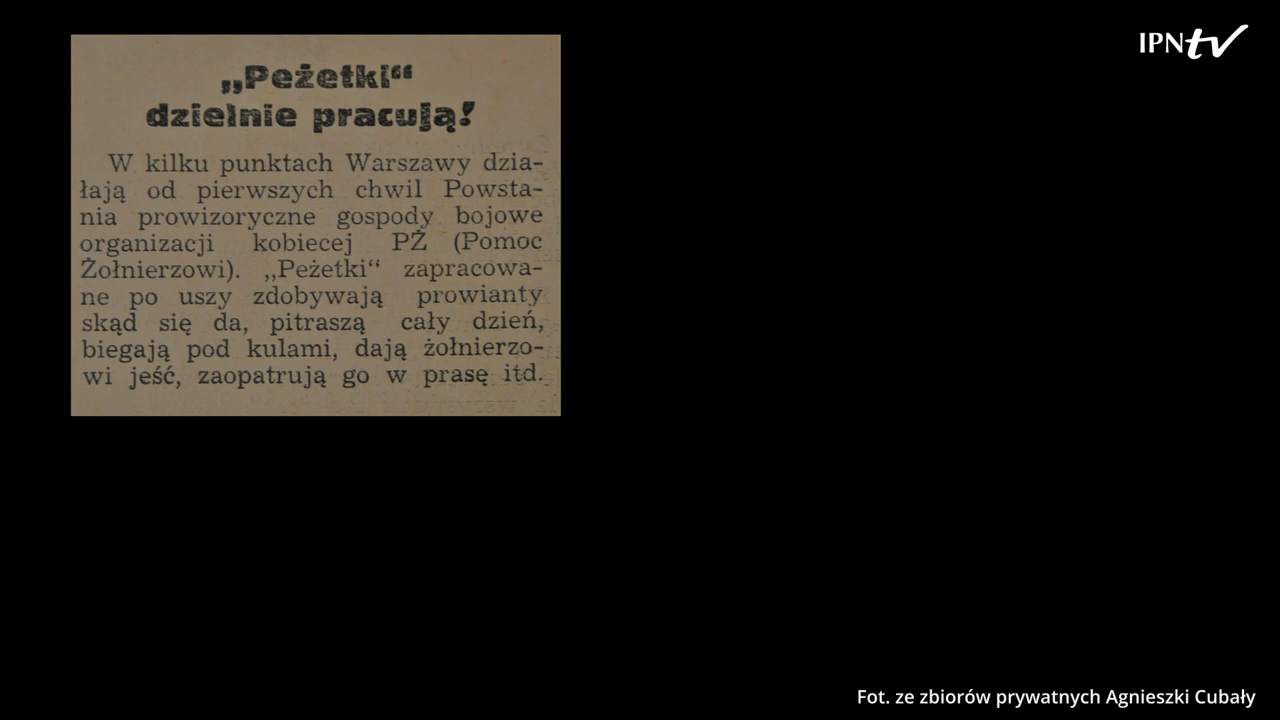 „Peżetki“
dzielnie pracują!
W kilku punktach Warszawy dzia-
łają od pierwszych chwil Powsta-
nia prowizoryczne gospody bojowe
organizacji kobiecej PŻ (Pomoc
Żołnierzowi). „Peżetki“ zapracowa-
ne po uszy zdobywają prowianty
skąd się da, pitraszą cały dzień,
biegają pod kulami, dają żołnierzo-
wi jeść, zaopatrują go w prasę itd.
IPNtv
Fot. ze zbiorów prywatnych Agnieszki Cubały